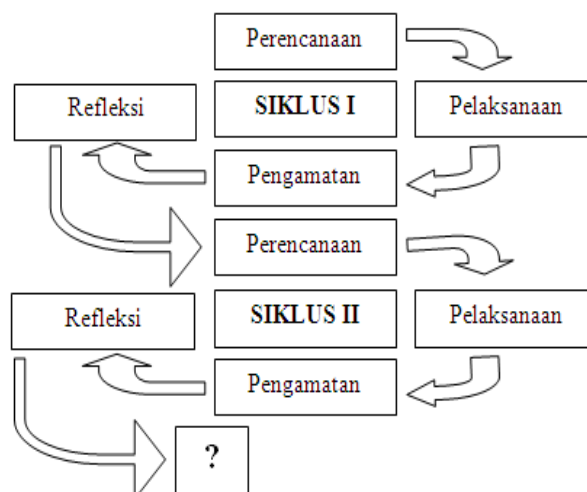 Perencanaan
Refleksi
SIKLUS I
Pelaksanaan
Pengamatan
Perencanaan
Refleksi
SIKLUS II
Pelaksanaan
Pengamatan
?